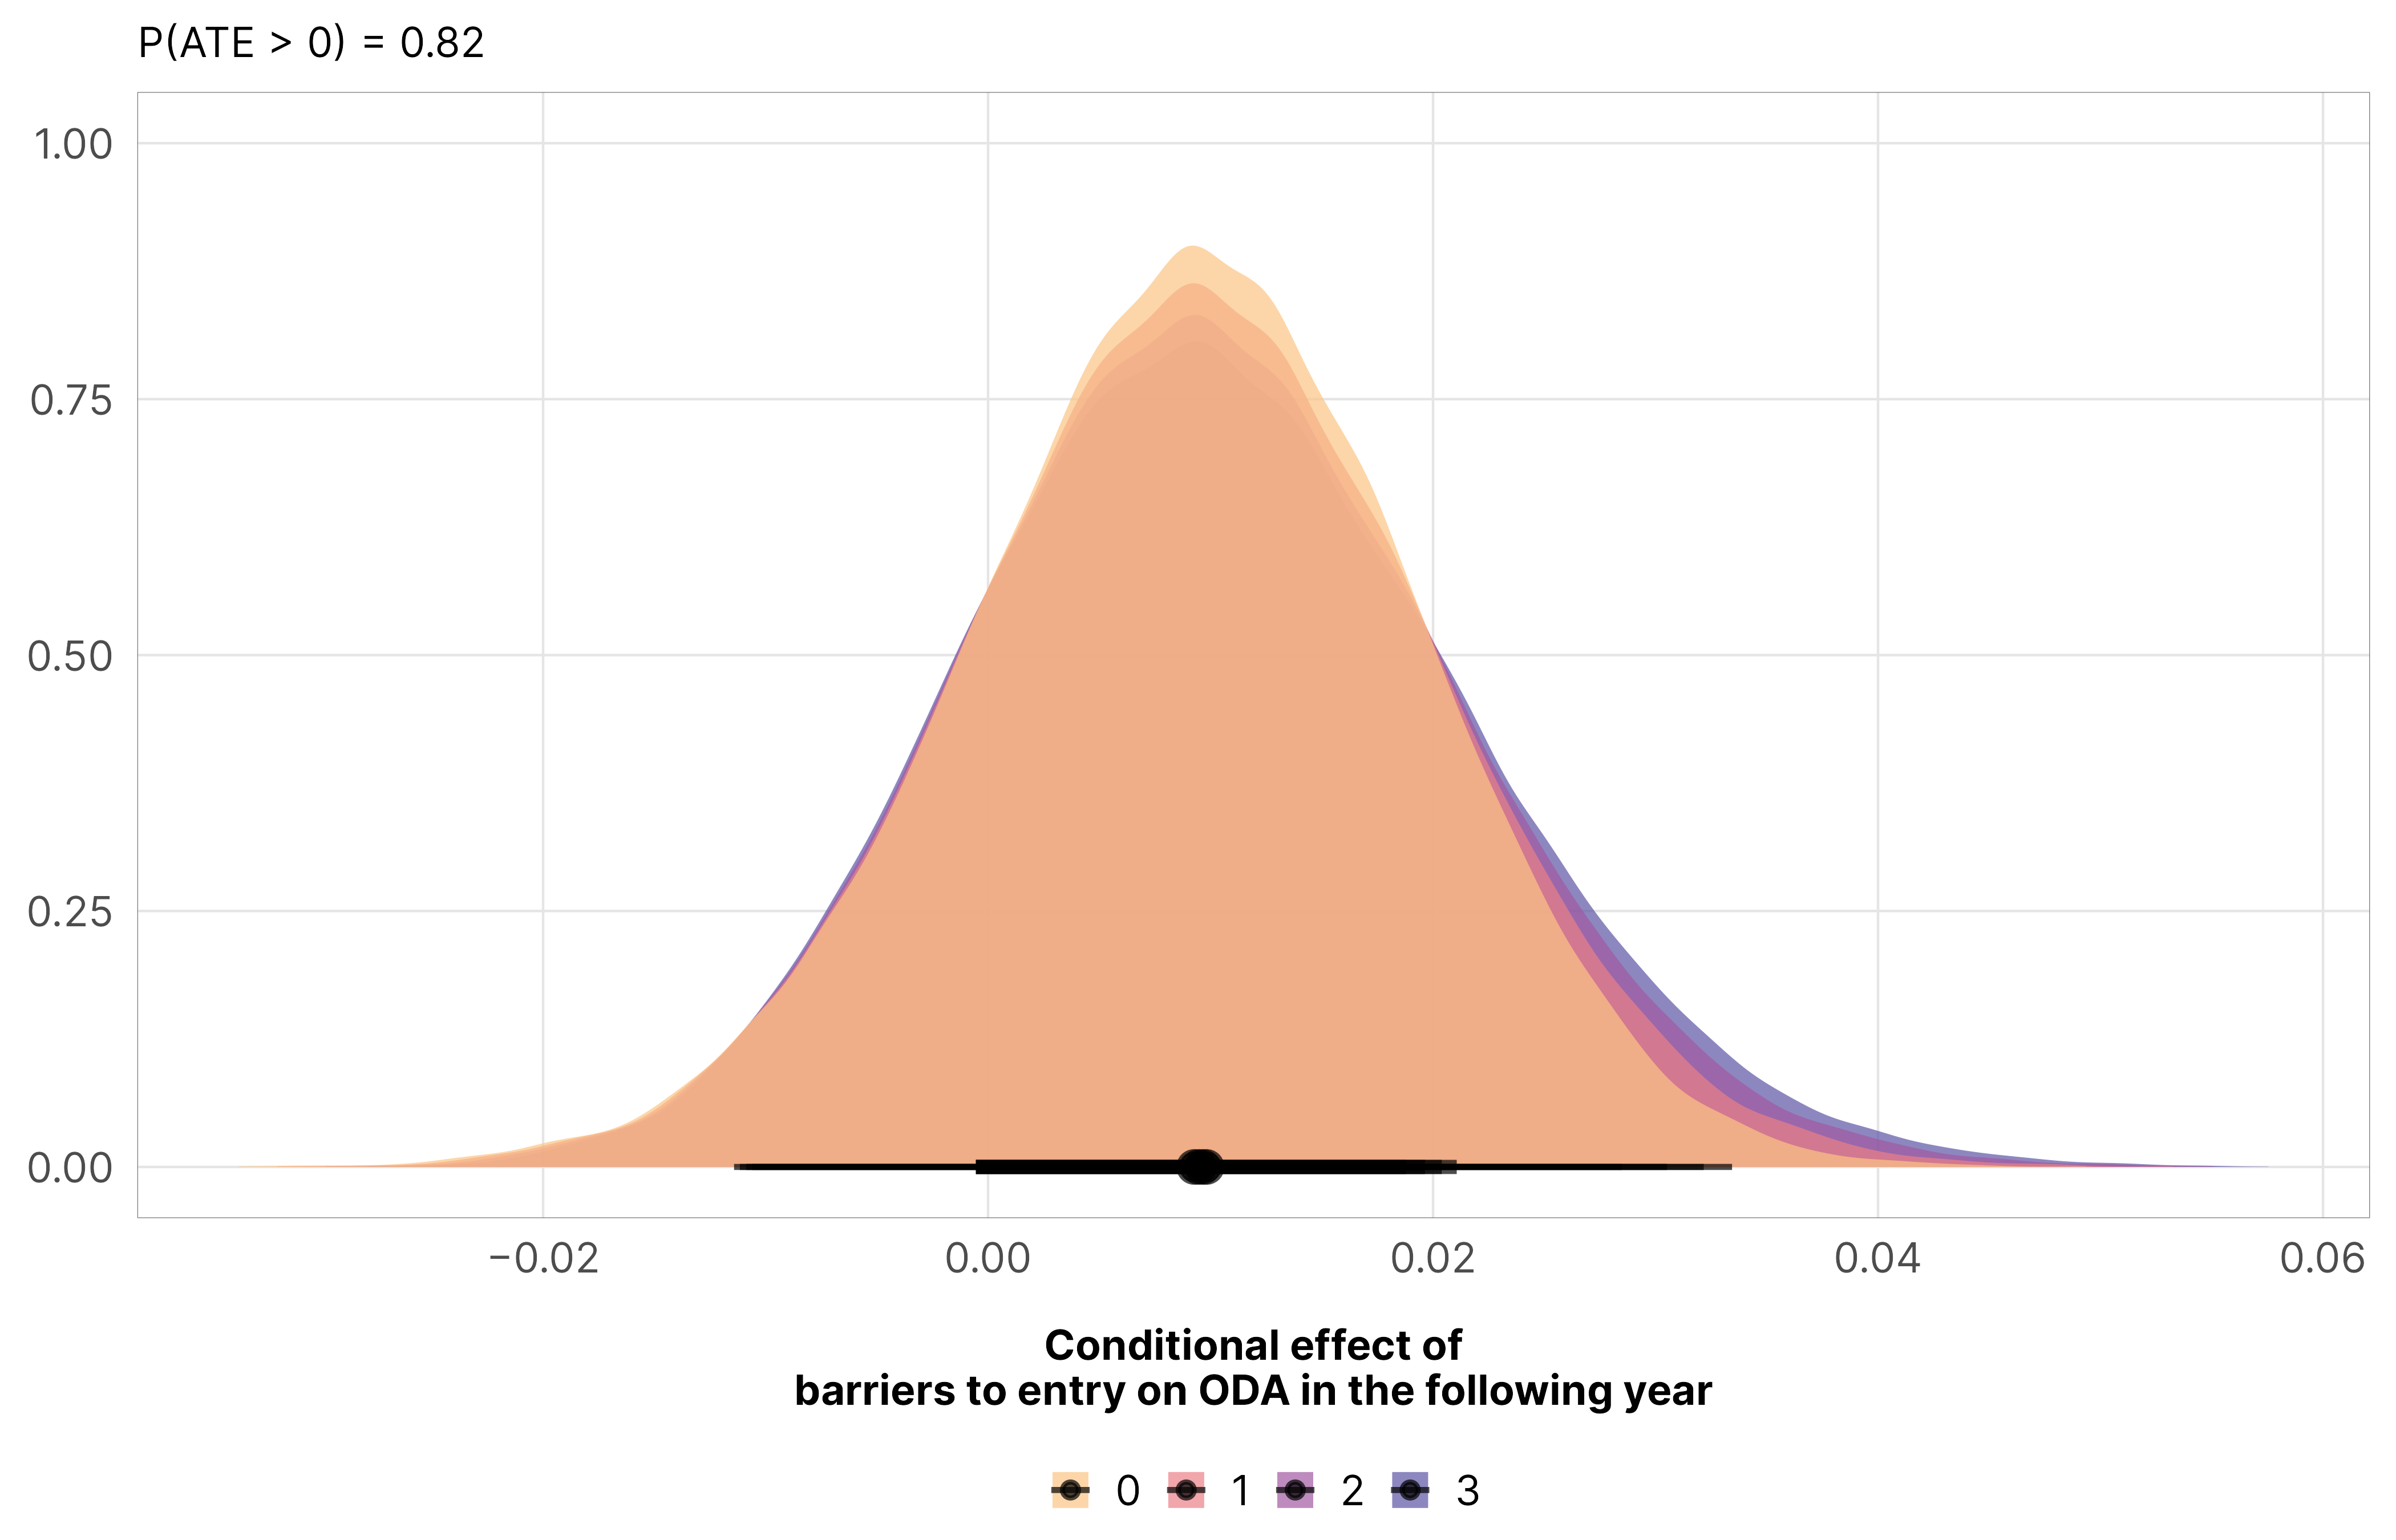 P(ATE > 0) = 0.82
1.00
0.75
0.50
0.25
0.00
−0.02 0.00 0.02 0.04 0.06
Conditional effect of
barriers to entry on ODA in the following year
0 1 2 3